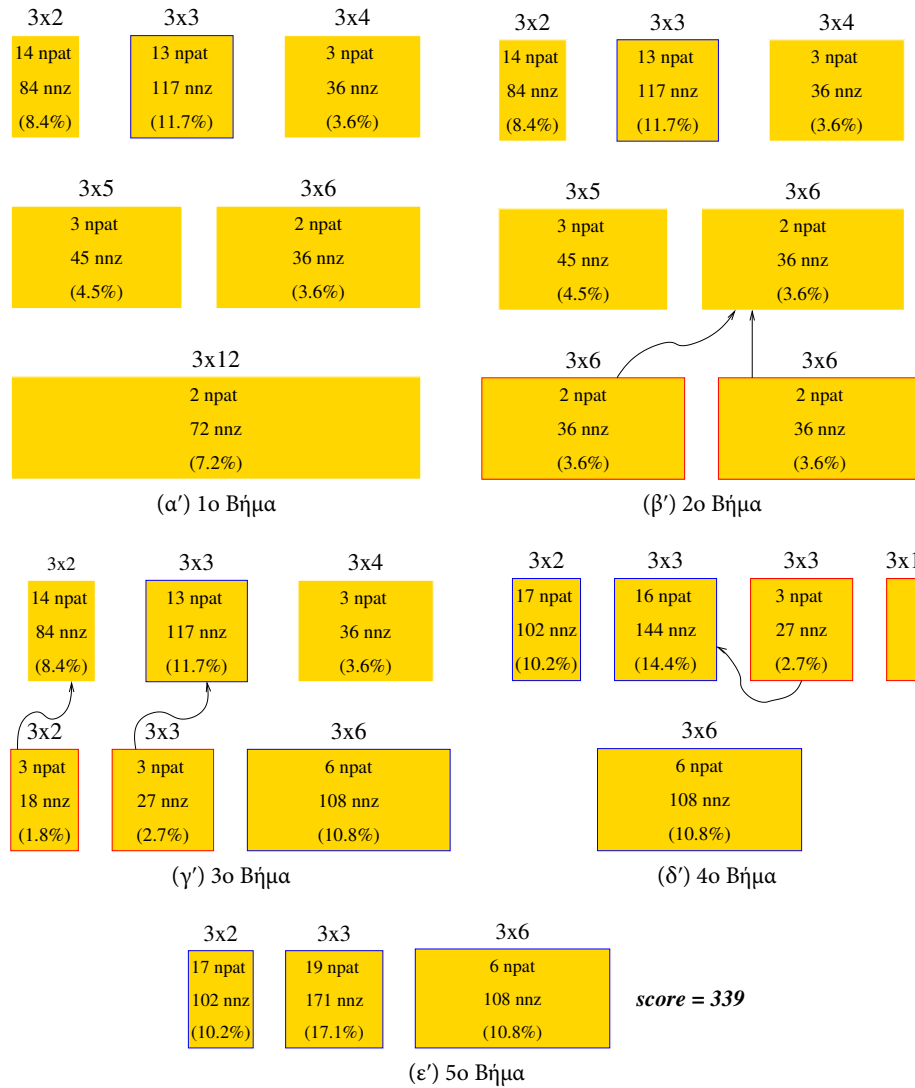 3x2 3x3 3x4
14 npat 13 npat 3 npat
84 nnz 117 nnz 36 nnz
(8.4%) (11.7%) (3.6%)
3x5 3x6
3 npat 2 npat
45 nnz 36 nnz
(4.5%) (3.6%)
3x12
2 npat
72 nnz
(7.2%)
(α′) 1ο Βήμα
3x2 3x3 3x4
14 npat 13 npat 3 npat
84 nnz 117 nnz 36 nnz
(8.4%) (11.7%) (3.6%)
3x5 3x6
3 npat 2 npat
45 nnz 36 nnz
(4.5%) (3.6%)
3x6 3x6
2 npat 2 npat
36 nnz 36 nnz
(3.6%) (3.6%)
(β′) 2ο Βήμα
3x2 3x3 3x4
14 npat 13 npat 3 npat
84 nnz 117 nnz 36 nnz
(8.4%) (11.7%) (3.6%)
3x2 3x3 3x6
3 npat 3 npat 6 npat
18 nnz 27 nnz 108 nnz
(1.8%) (2.7%) (10.8%)
(γ′) 3ο Βήμα
3x2 3x3 3x3 3x1
17 npat 16 npat 3 npat
102 nnz 144 nnz 27 nnz
(10.2%) (14.4%) (2.7%)
3x6
6 npat
108 nnz
(10.8%)
(δ′) 4ο Βήμα
3x2 3x3 3x6
17 npat 19 npat 6 npat
102 nnz 171 nnz 108 nnz score = 339
(10.2%) (17.1%) (10.8%)
(ε′) 5ο Βήμα